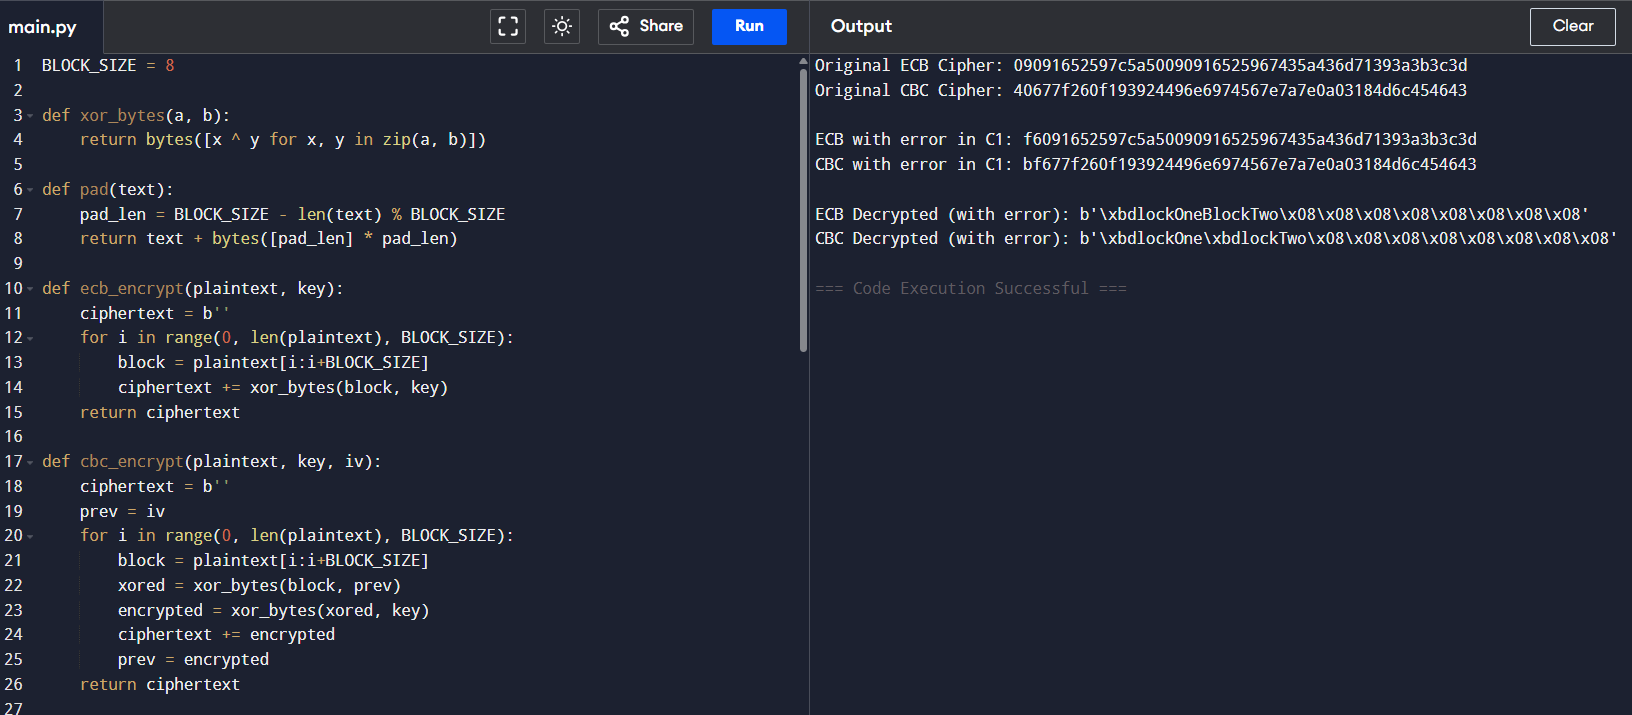 main.py
Share
Run
Output
Clear
1 BLOCK_SIZE = 8
2
3 def xor_bytes(a, b):
4     return bytes([x ^ y for x, y in zip(a, b)])
5
6 def pad(text):
7     pad_len = BLOCK_SIZE - len(text) % BLOCK_SIZE
8     return text + bytes([pad_len] * pad_len)
9
10 def ecb_encrypt(plaintext, key):
11     ciphertext = b''
12     for i in range(0, len(plaintext), BLOCK_SIZE):
13         block = plaintext[i:i+BLOCK_SIZE]
14         ciphertext += xor_bytes(block, key)
15     return ciphertext
16
17 def cbc_encrypt(plaintext, key, iv):
18     ciphertext = b''
19     prev = iv
20     for i in range(0, len(plaintext), BLOCK_SIZE):
21         block = plaintext[i:i+BLOCK_SIZE]
22         xored = xor_bytes(block, prev)
23         encrypted = xor_bytes(xored, key)
24         ciphertext += encrypted
25         prev = encrypted
26     return ciphertext
27
Original ECB Cipher: 09091652597c5a50090916525967435a436d71393a3b3c3d
Original CBC Cipher: 40677f260f193924496e6974567e7a7e0a03184d6c454643
ECB with error in C1: f6091652597c5a50090916525967435a436d71393a3b3c3d
CBC with error in C1: bf677f260f193924496e6974567e7a7e0a03184d6c454643
ECB Decrypted (with error): b'\xbdlockOneBlockTwo\x08\x08\x08\x08\x08\x08\x08\x08'
CBC Decrypted (with error): b'\xbdlockOne\xbdlockTwo\x08\x08\x08\x08\x08\x08\x08\x08'
=== Code Execution Successful ===